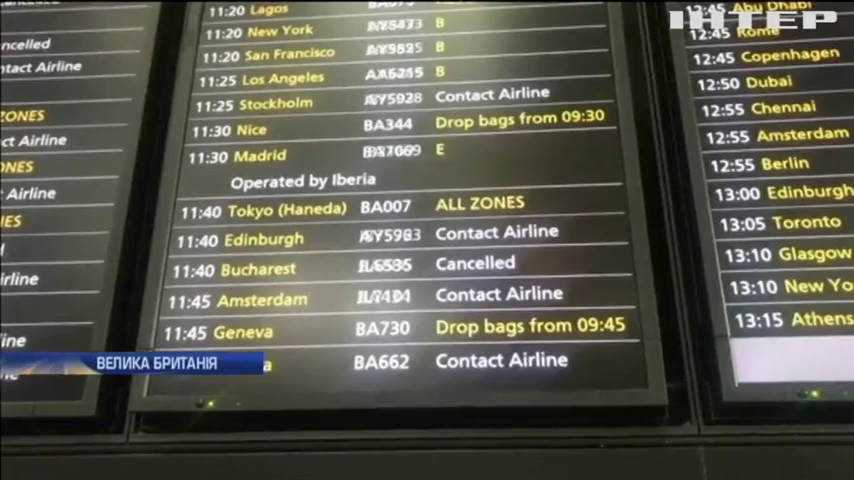 ІНТЕР
ancelled
ntact Airline
ZONES
t Airline
ONES
Airline
NES
irline
ine
11:20 Lagos
11:20 New York B
11:20 San Francisco B
11:25 Los Angeles B
11:25 Stockholm AY5928 Contact Airline
11:30 Nice BA344 Drop bags from 09:30
11:30 Madrid E
Operated by Iberia
11:40 Tokyo (Haneda) BA007 ALL ZONES
11:40 Edinburgh Contact Airline
11:40 Bucharest Cancelled
11:45 Amsterdam Contact Airline
11:45 Geneva BA730 Drop bags from 09:45
a BA662 Contact Airline
12:45 Abu Dhabi
12:45 Rome
12:45 Copenhagen
12:50 Dubai
12:55 Chennai
12:55 Amsterdam
12:55 Berlin
13:00 Edinburgh
13:05 Toronto
13:10 Glasgow
13:10 New Yo
13:15 Athens
ВЕЛИКА БРИТАНІЯ